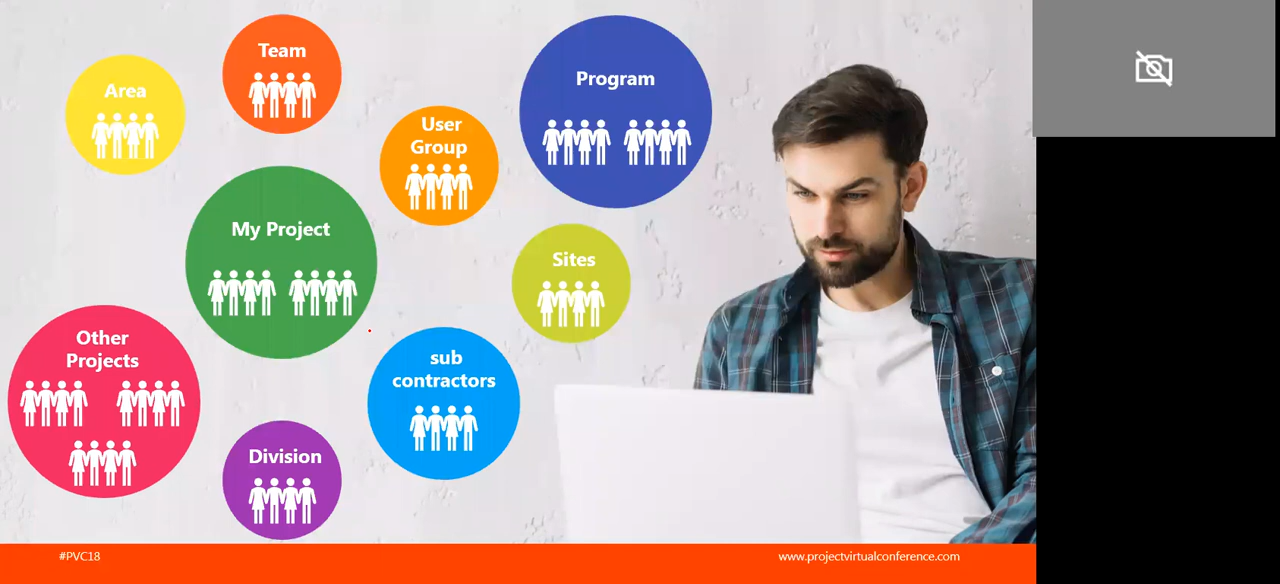 Team
Area
Program
User
Group
My Project
Sites
Other
Projects
sub
contractors
Division
#PVC18
www.projectvirtualconference.com